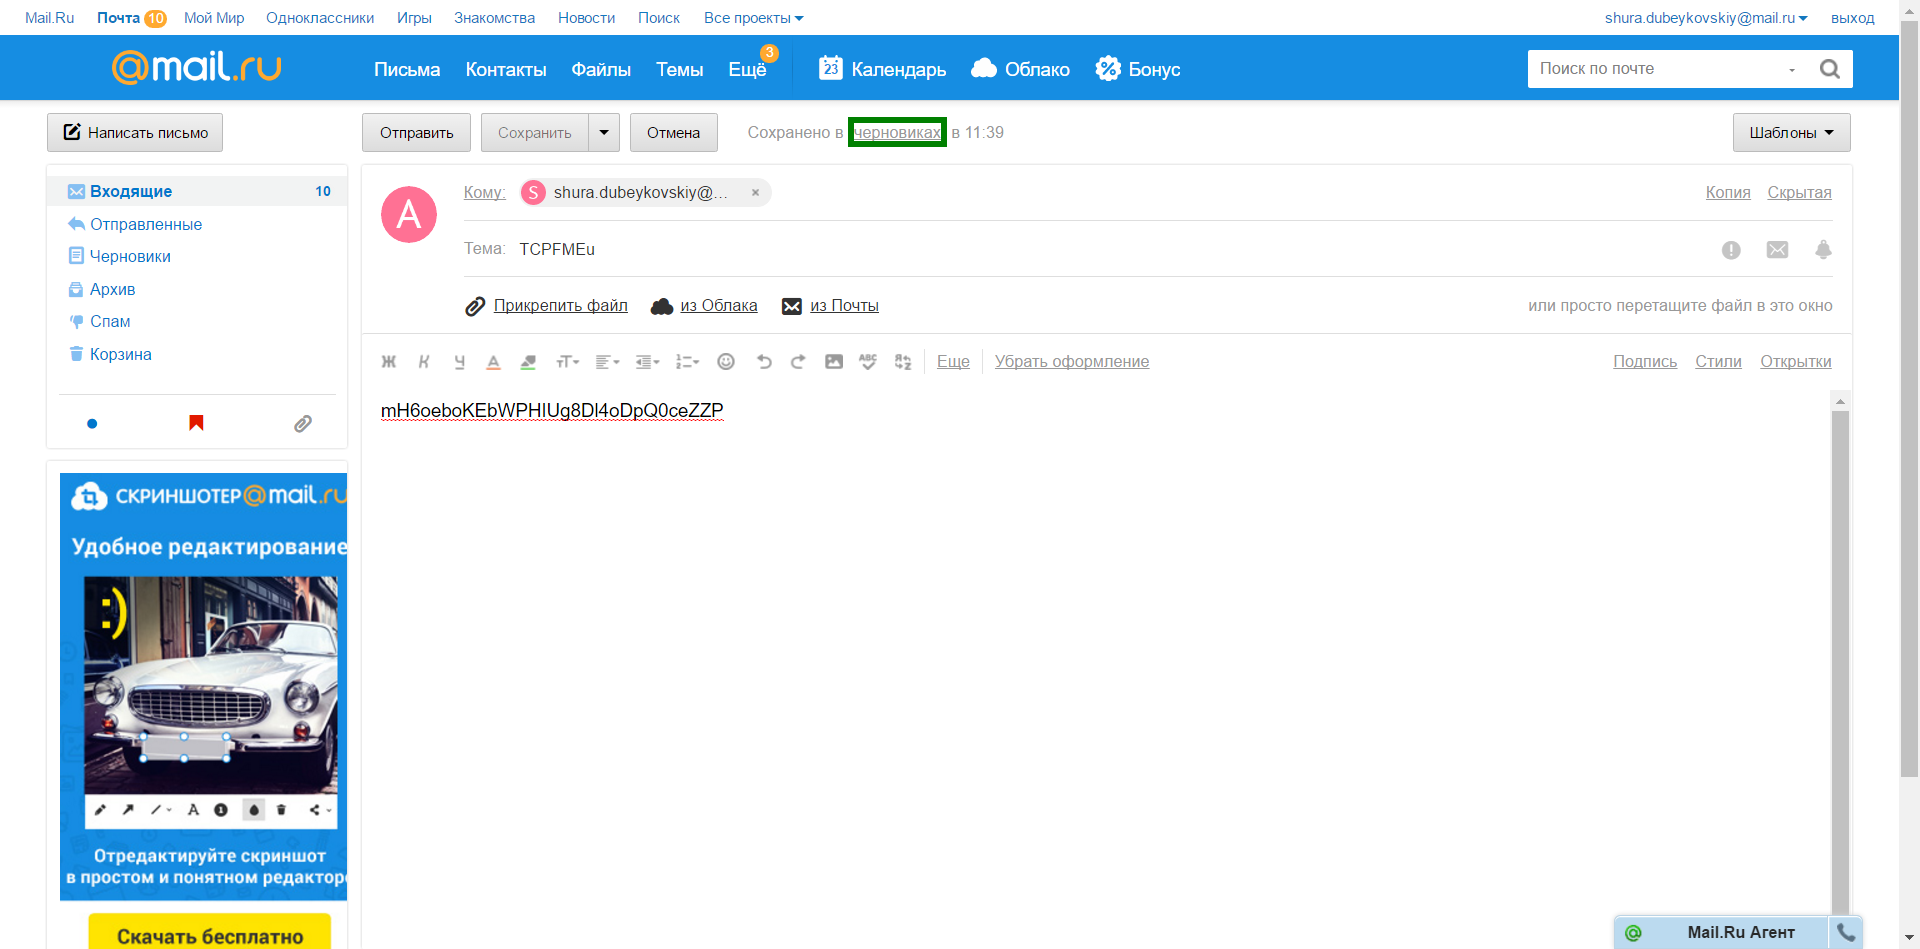 Mail.Ru Почта 10 Мой Мир Одноклассники Игры Знакомства Новости Поиск Все проекты shura.dubeykovskiy@mail.ru выход
@mail.ru Письма Контакты Файлы Темы Ещё 3 23 Календарь Облако Бонус Поиск по почте
Написать письмо Отправить Сохранить Отмена Сохранено в черновиках в 11:39 Шаблоны
Входящие 10
Отправленные
Черновики
Архив
Спам
Корзина
A
Кому: S shura.dubeykovskiy@... × Копия Скрытая
Тема: TCPFMEu
Прикрепить файл из Облака из Почты или просто перетащите файл в это окно
Ж К Ч А тТ ABC Еще Убрать оформление Подпись Стили Открытки
mH6oeboKEbWPHIUg8Dl4oDpQ0ceZZP
СКРИНШОТЕР@mail.ru
Удобное редактирование
:)
A 1
Отредактируйте скриншот
в простом и понятном редакторе
Скачать бесплатно
@ Mail.Ru Агент